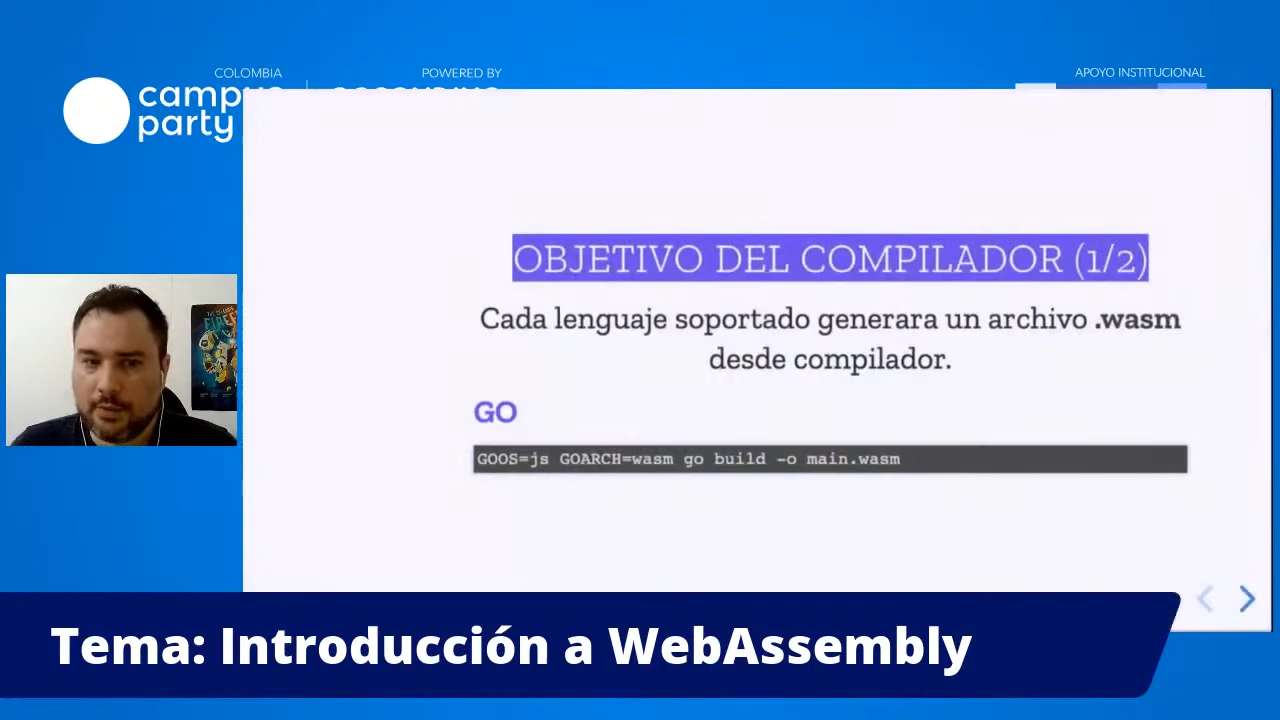 COLOMBIA
POWERED BY
APOYO INSTITUCIONAL
campus
party
OBJETIVO DEL COMPILADOR (1/2)
Cada lenguaje soportado generara un archivo .wasm
desde compilador.
GO
GOOS=js GOARCH=wasm go build -o main.wasm
Tema: Introducción a WebAssembly